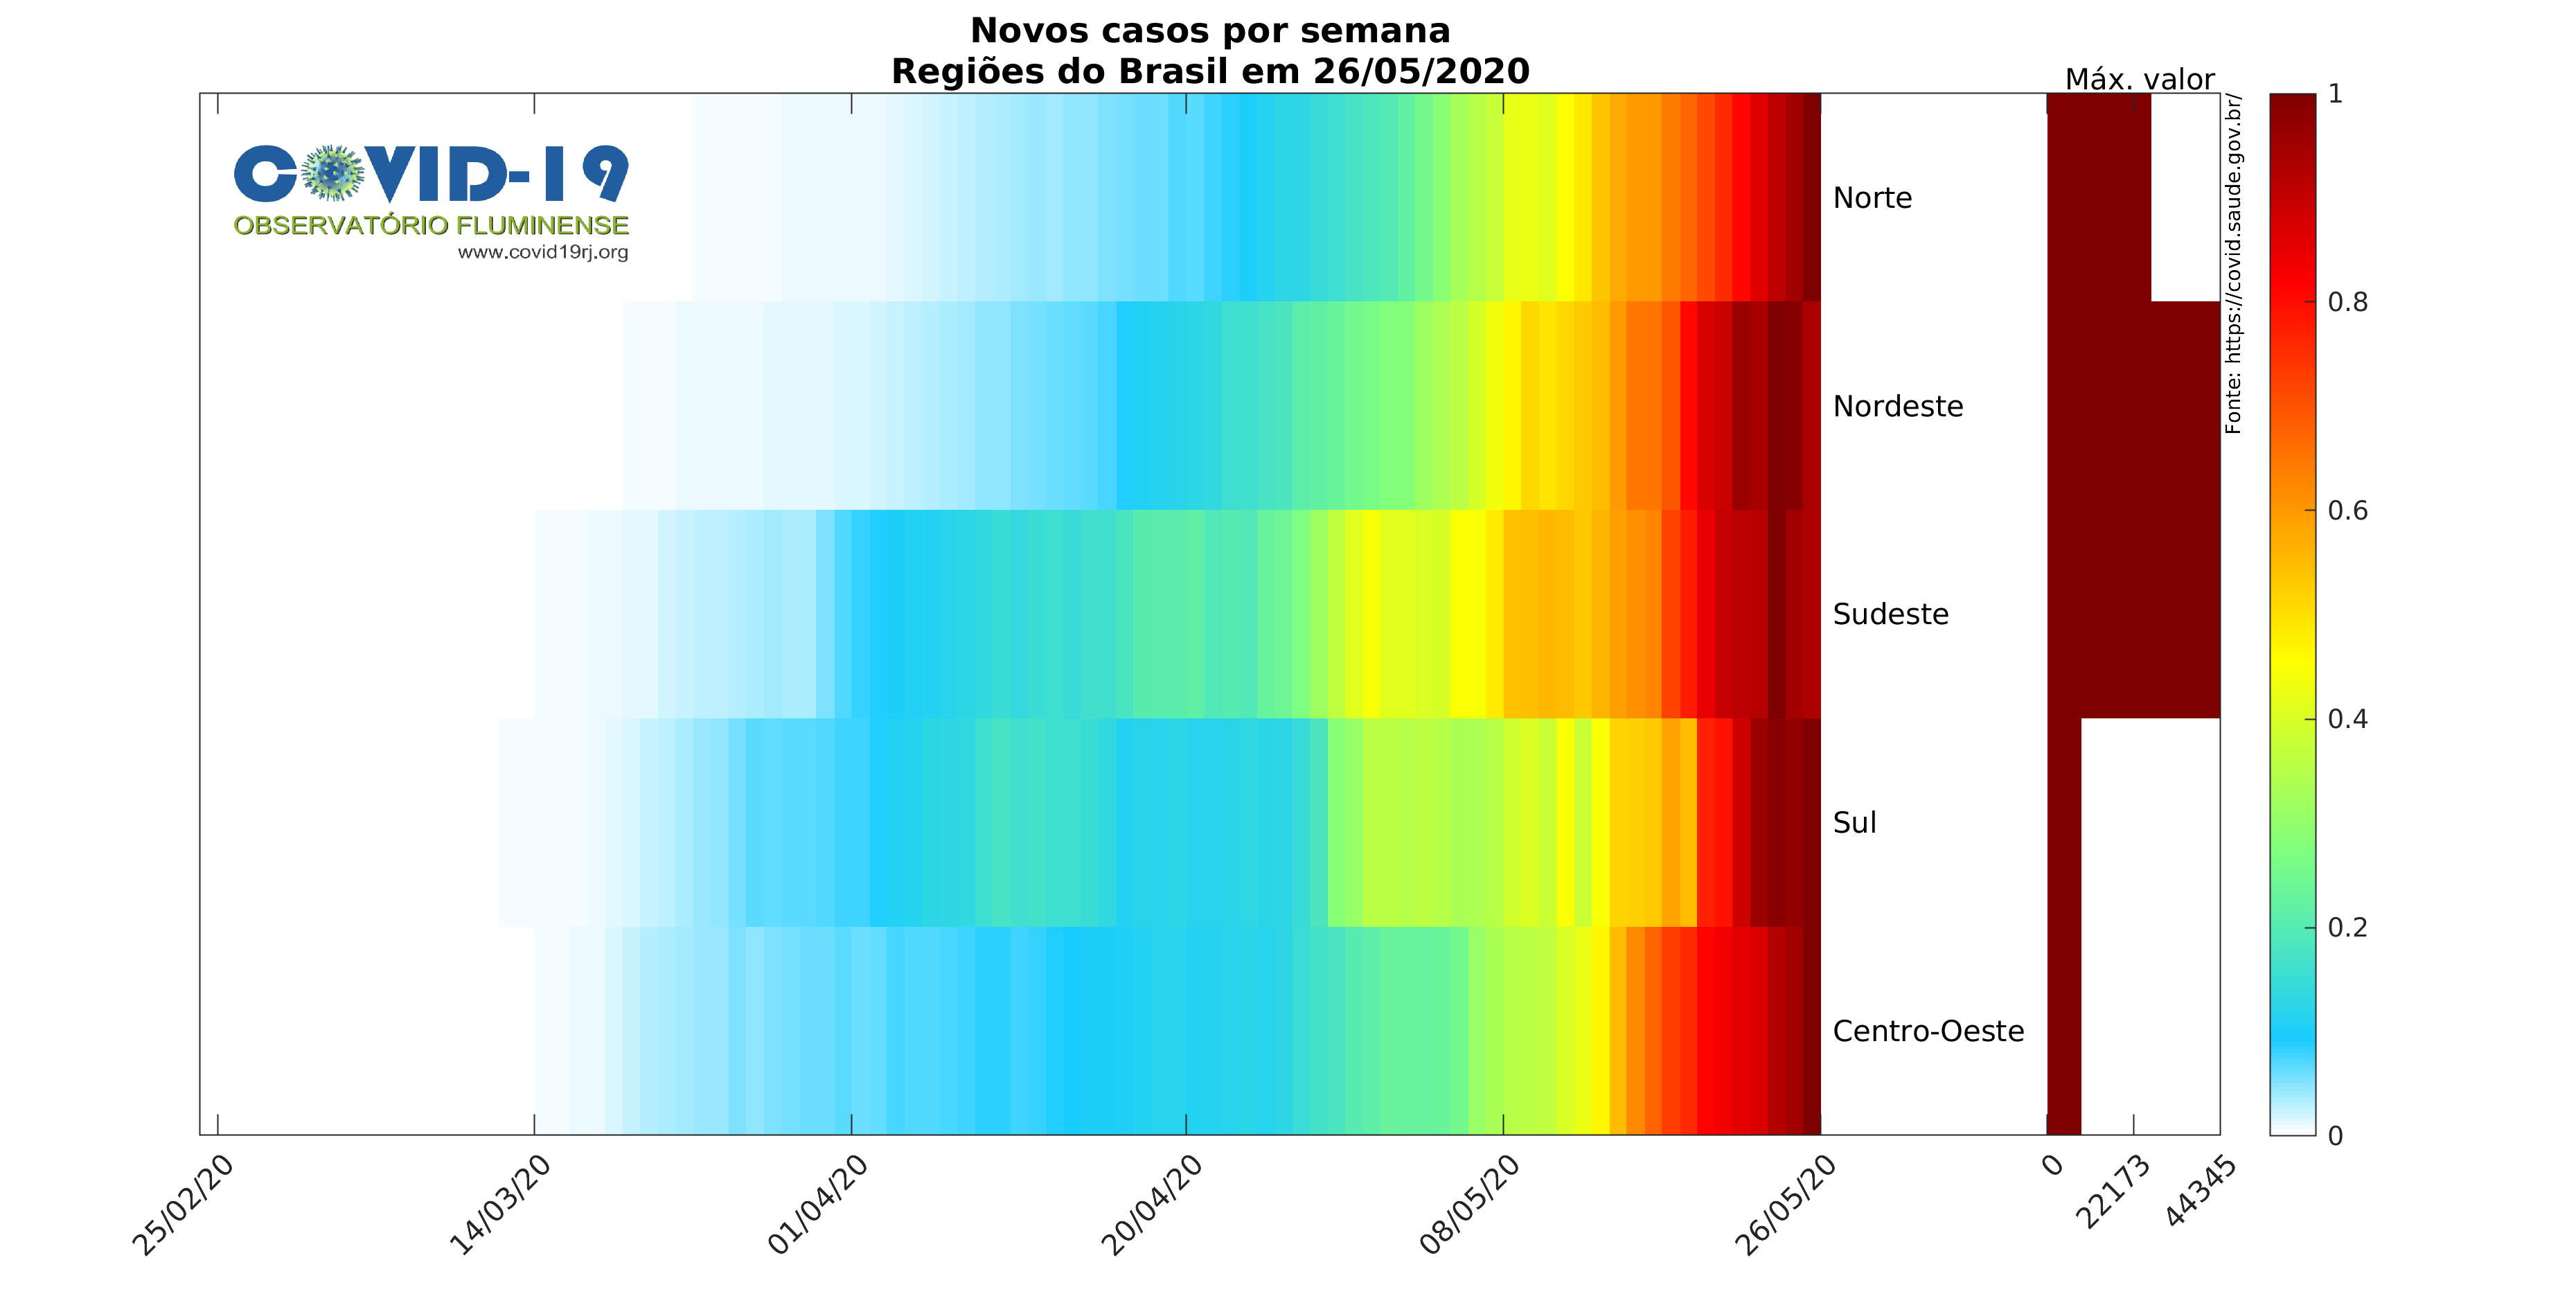 Novos casos por semana
Regiões do Brasil em 26/05/2020
Máx. valor
COVID-19
OBSERVATÓRIO FLUMINENSE
www.covid19rj.org
Norte
Nordeste
Sudeste
Sul
Centro-Oeste
Fonte: https://covid.saude.gov.br/
1
0.8
0.6
0.4
0.2
0
25/02/20
14/03/20
01/04/20
20/04/20
08/05/20
26/05/20
0
22173
44345